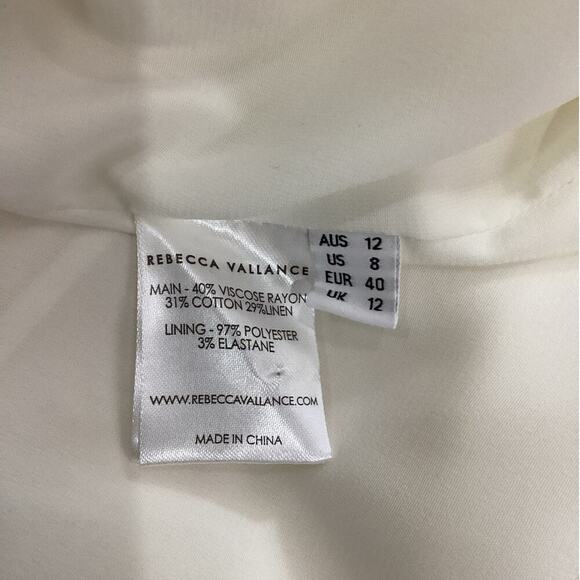 REBECCA VALLANCE
MAIN - 40% VISCOSE RAYON
31% COTTON 29%LINEN
LINING - 97% POLYESTER
3% ELASTANE
WWW.REBECCAVALLANCE.COM
MADE IN CHINA
AUS 12
US 8
EUR 40
UK 12